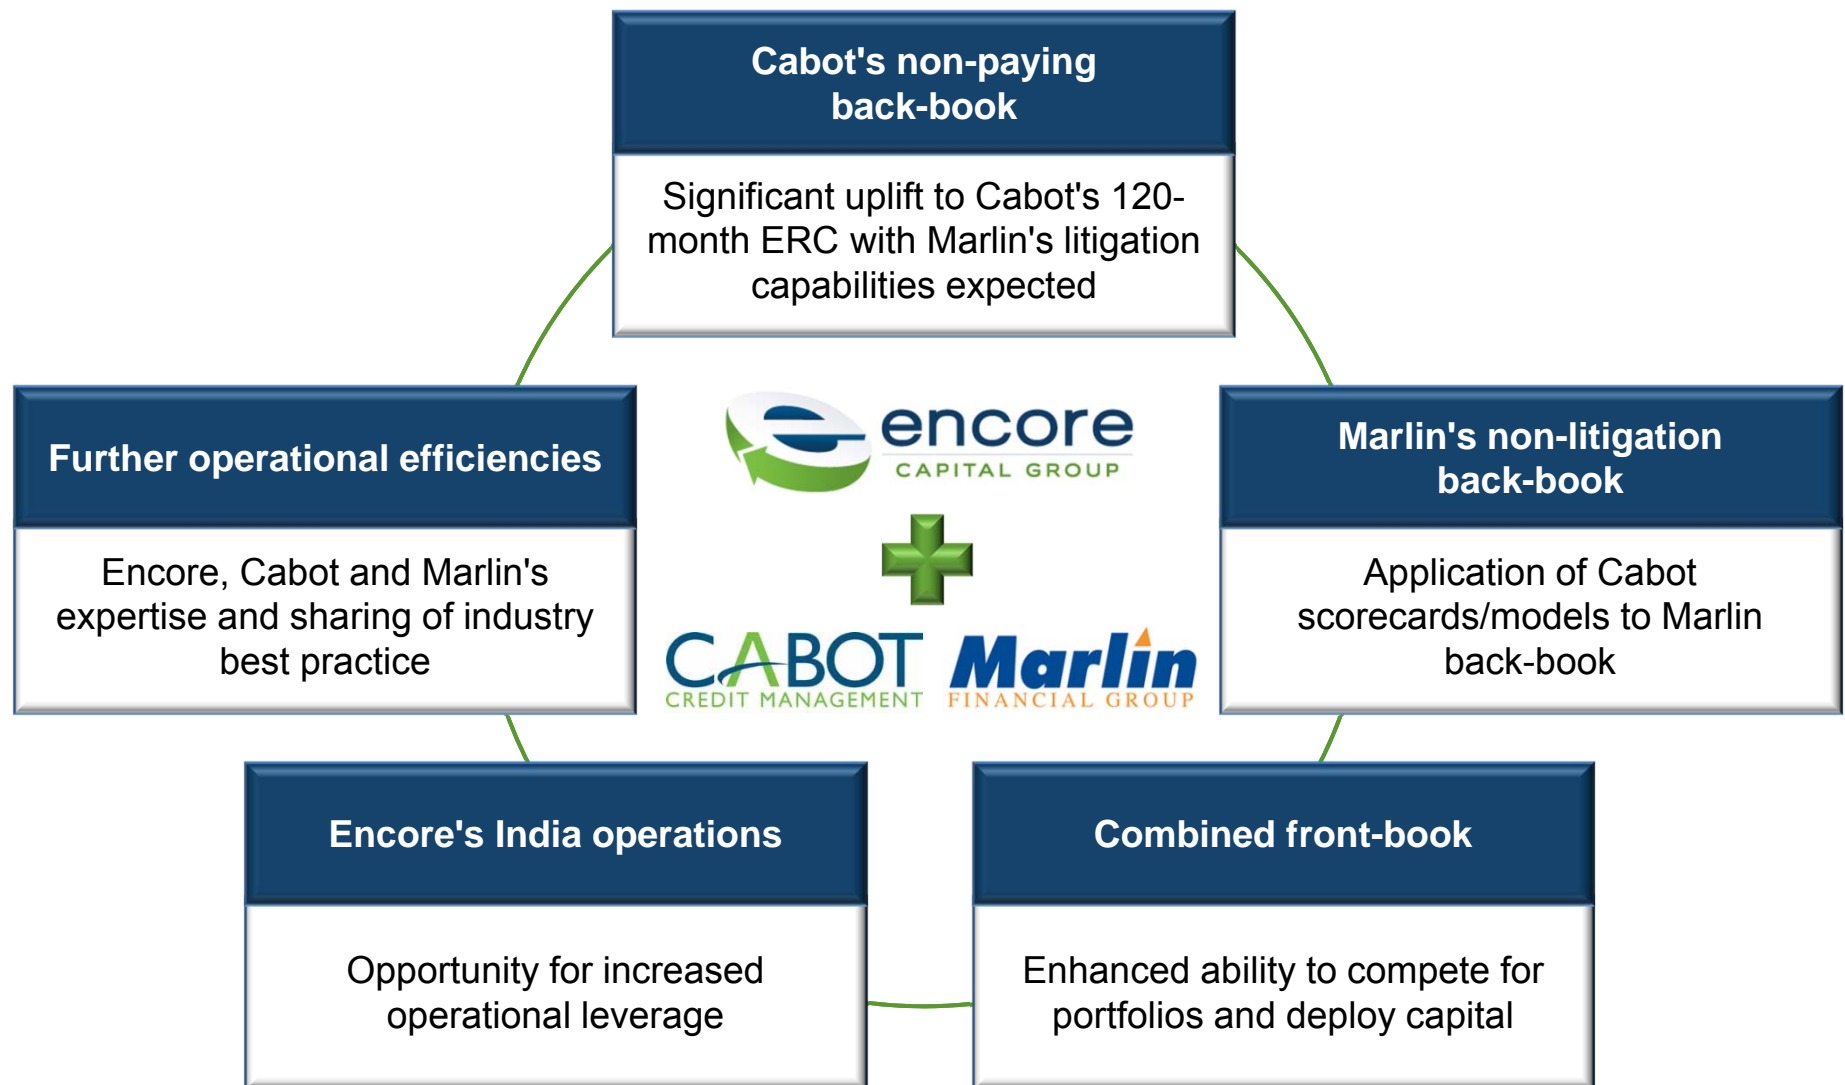 Cabot's non-paying
back-book
Significant uplift to Cabot's 120-
month ERC with Marlin's litigation
capabilities expected
Further operational efficiencies
Encore, Cabot and Marlin's
expertise and sharing of industry
best practice
encore
CAPITAL GROUP
CABOT
CREDIT MANAGEMENT
Marlin
FINANCIAL GROUP
Marlin's non-litigation
back-book
Application of Cabot
scorecards/models to Marlin
back-book
Encore's India operations
Opportunity for increased
operational leverage
Combined front-book
Enhanced ability to compete for
portfolios and deploy capital